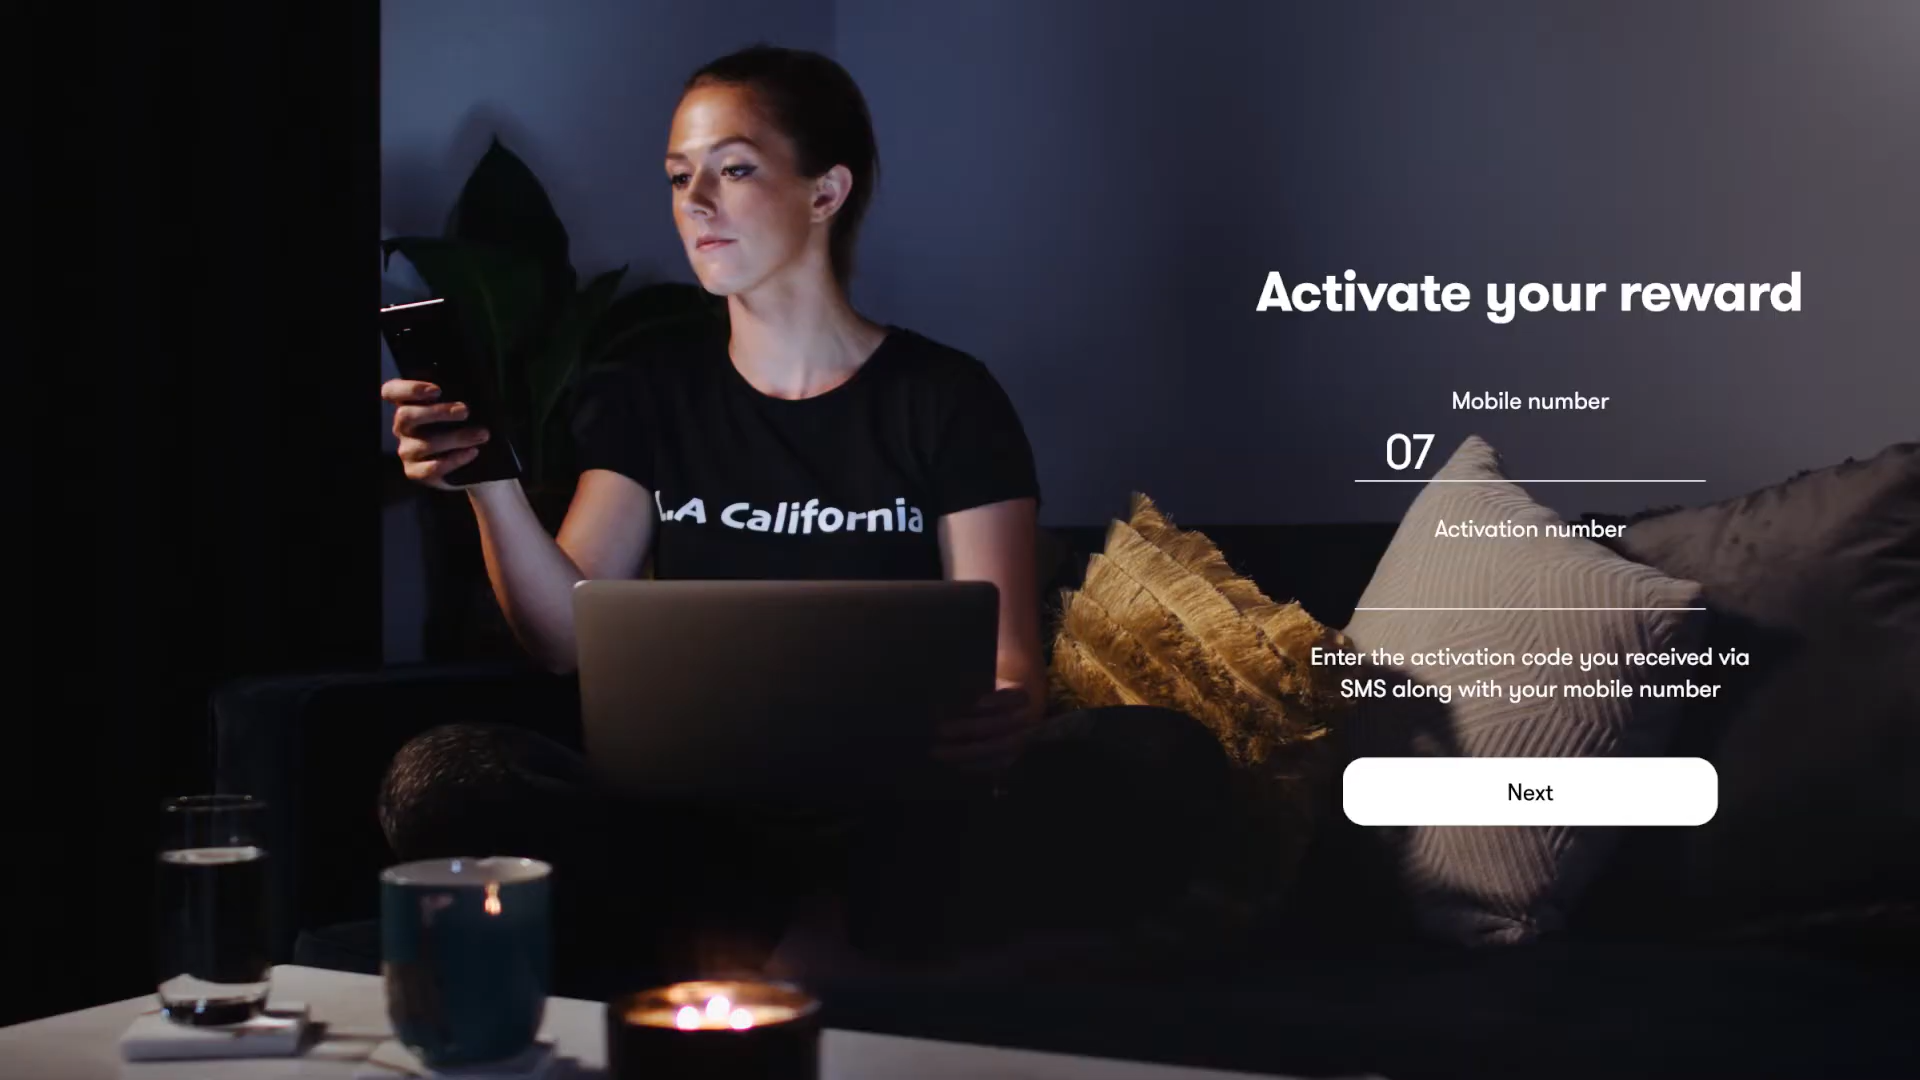 .A California
Activate your reward
Mobile number
07
Activation number
Enter the activation code you received via
SMS along with your mobile number
Next